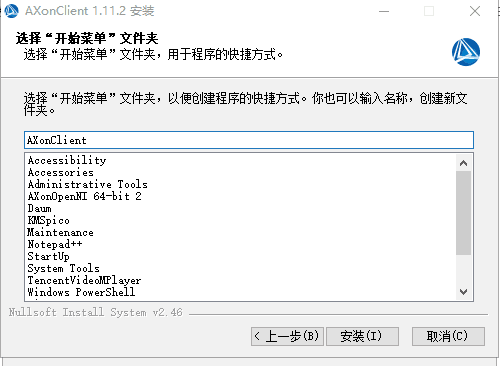 AXonClient 1.11.2 安装
选择“开始菜单”文件夹
选择“开始菜单”文件夹，用于程序的快捷方式。
选择“开始菜单”文件夹，以便创建程序的快捷方式。你也可以输入名称，创建新文
件夹。
AXonClient
Accessibility
Accessories
Administrative Tools
AXonOpenNI 64-bit 2
Daum
KMSpico
Maintenance
Notepad++
StartUp
System Tools
TencentVideoMPlayer
Windows PowerShell
Nullsoft Install System v2.46
< 上一步(B)
安装(I)
取消(C)